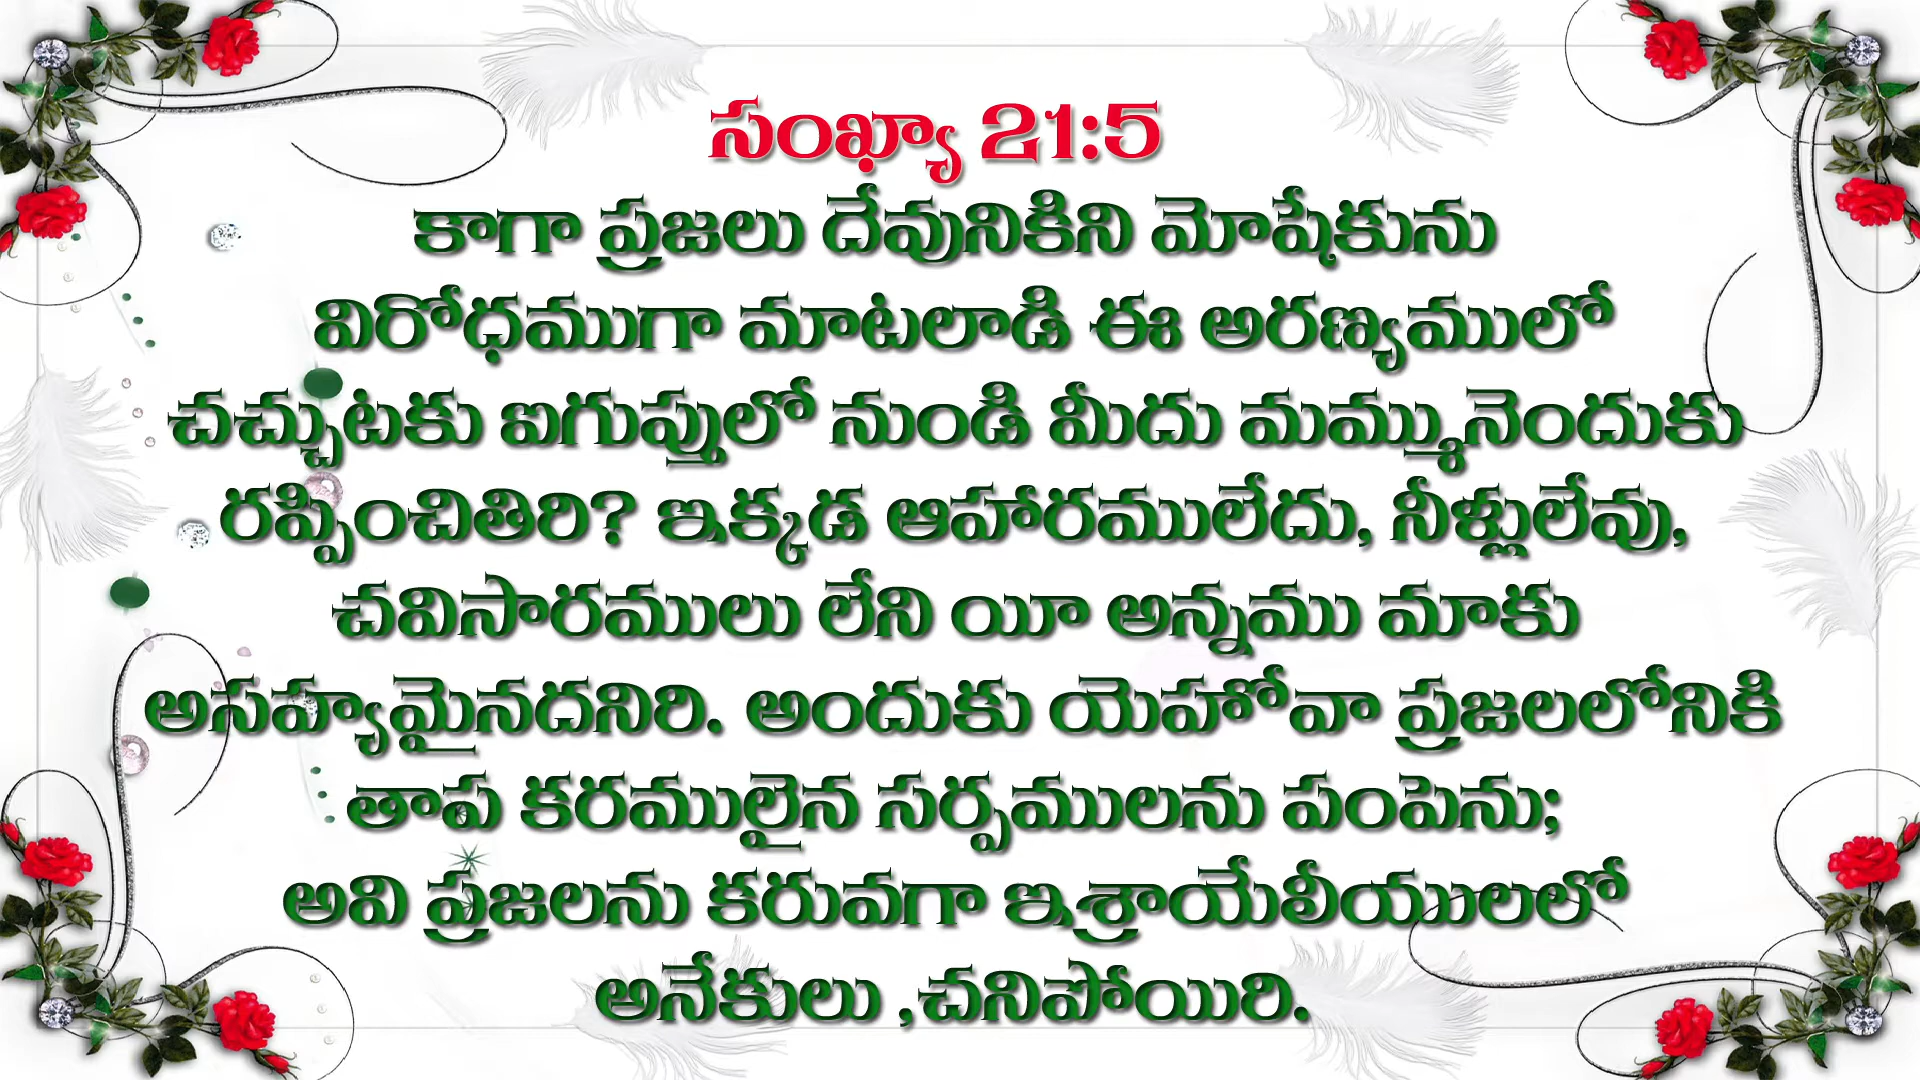 సంఖ్యా 21:5
కాగా ప్రజలు దేవునికిని మోషేకును
విరోధముగా మాటలాడి ఈ అరణ్యములో
చచ్చుటకు ఐగుప్తులో నుండి మీదు మమ్మునెందుకు
రప్పించితిరి? ఇక్కడ ఆహారములేదు, నీళ్లులేవు,
చవిసారములు లేని యీ అన్నము మాకు
అసహ్యమైనదనిరి. అందుకు యెహోవా ప్రజలలోనికి
తాప కరములైన సర్పములను పంపెను;
అవి ప్రజలను కరువగా ఇశ్రాయేలీయులలో
అనేకులు ,చనిపోయిరి.